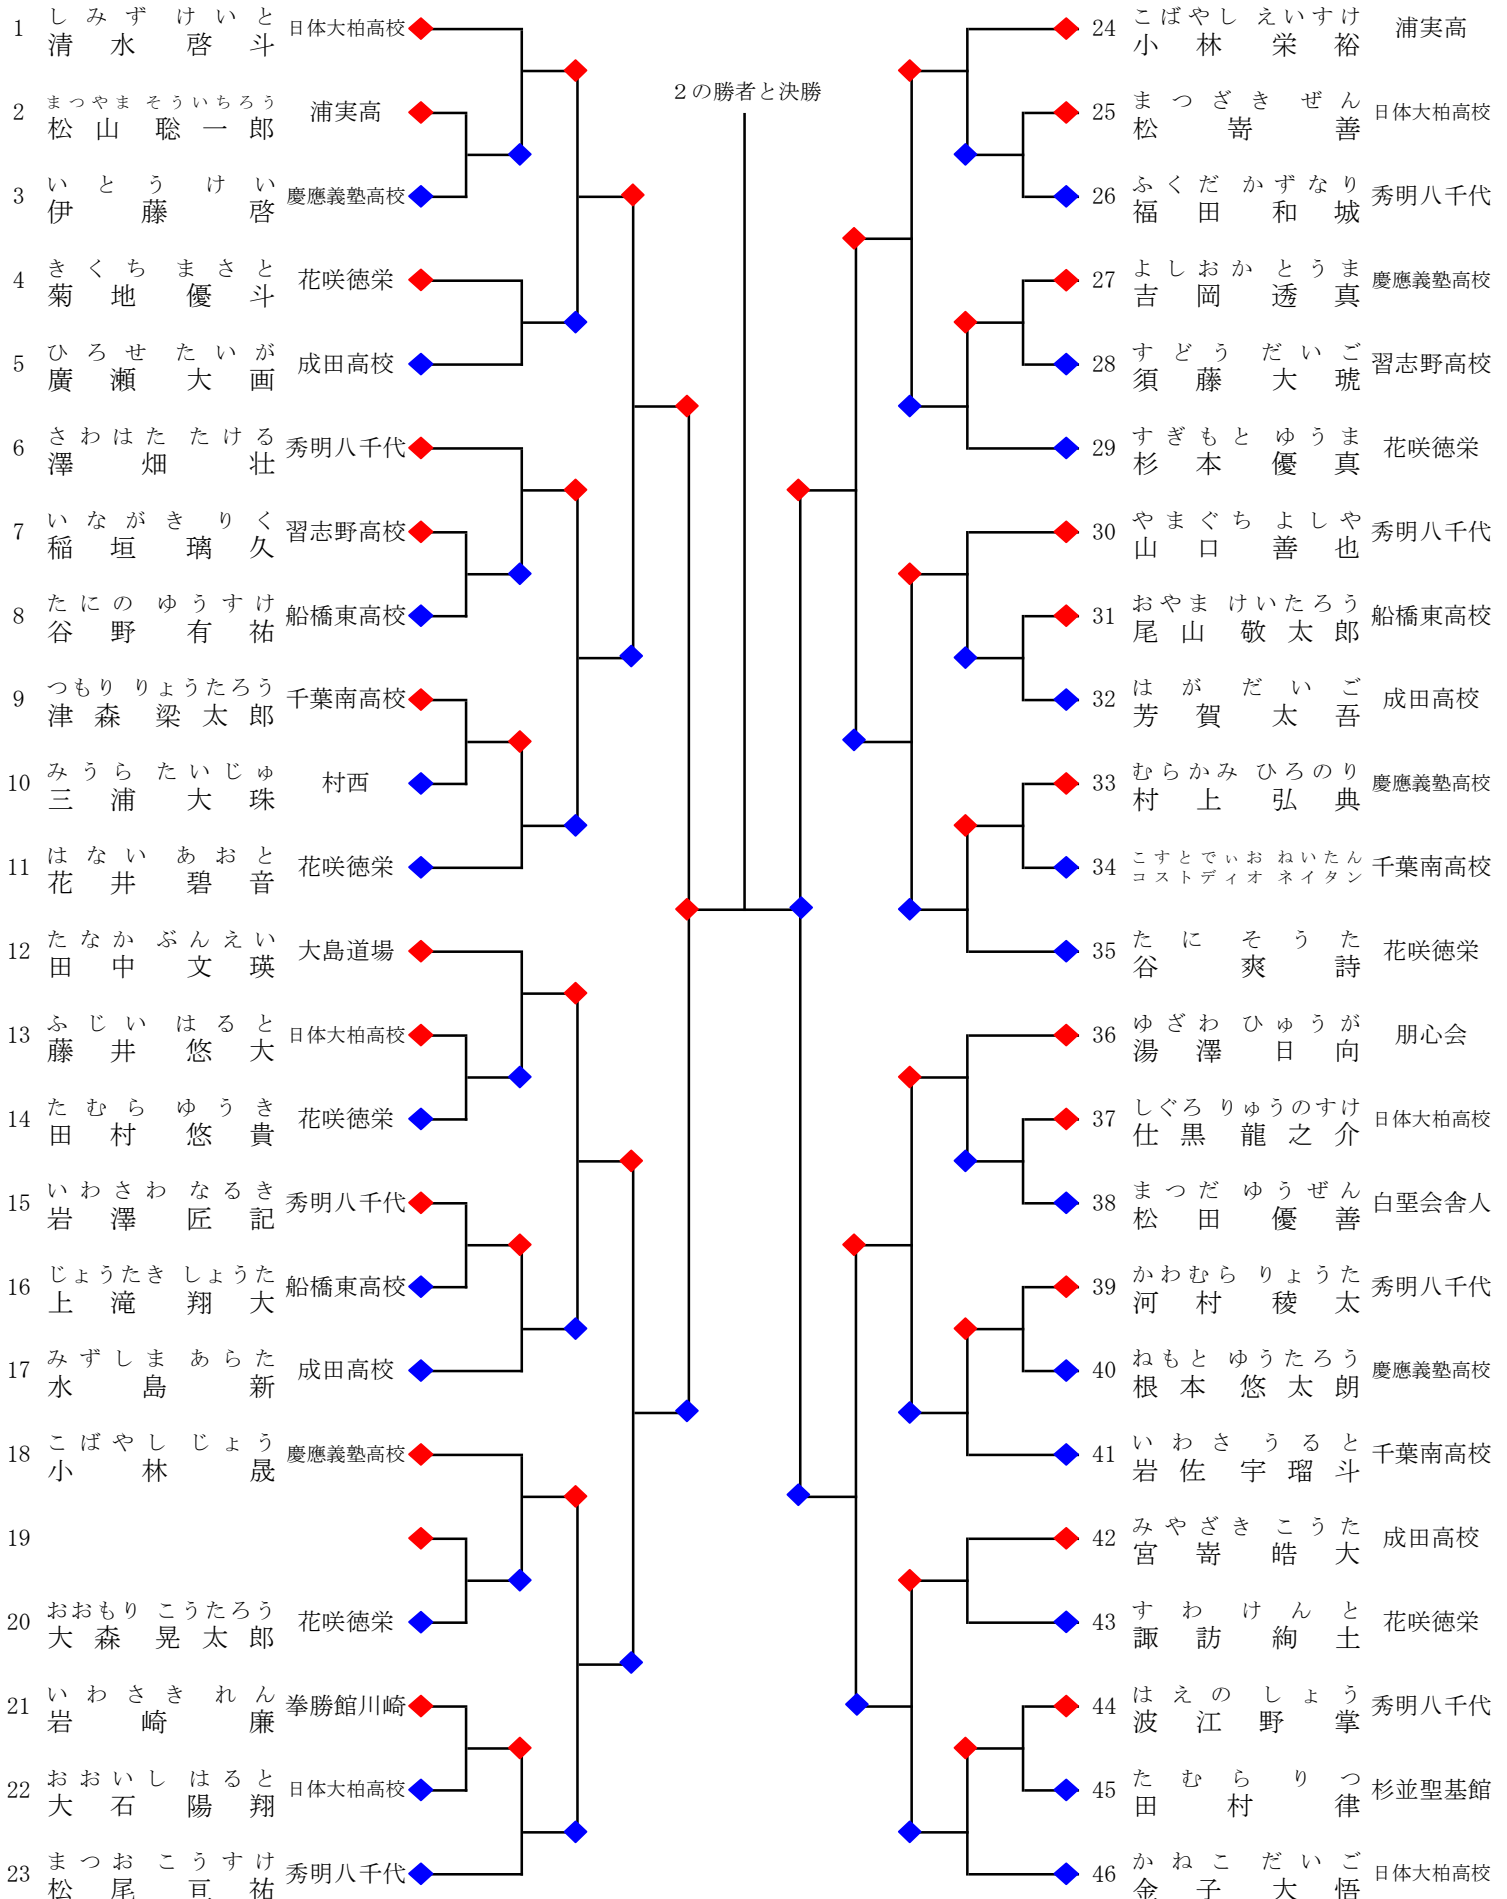 2の勝者と決勝
1 しみず けいと
清水啓斗 日体大柏高校
2 まつやま そういちろう
松山聡一郎 浦実高
3 いとう けい
伊藤啓 慶應義塾高校
4 きくち まさと
菊地優斗 花咲徳栄
5 ひろせ たいが
廣瀬大画 成田高校
6 さわはた たける
澤畑壮 秀明八千代
7 いながき りく
稲垣璃久 習志野高校
8 たにの ゆうすけ
谷野有祐 船橋東高校
9 つもり りょうたろう
津森梁太郎 千葉南高校
10 みうら たいじゅ
三浦大珠 村西
11 はない あおと
花井碧音 花咲徳栄
12 たなか ぶんえい
田中文瑛 大島道場
13 ふじい はると
藤井悠大 日体大柏高校
14 たむら ゆうき
田村悠貴 花咲徳栄
15 いわさわ なるき
岩澤匠記 秀明八千代
16 じょうたき しょうた
上滝翔大 船橋東高校
17 みずしま あらた
水島新 成田高校
18 こばやし じょう
小林晟 慶應義塾高校
19
20 おおもり こうたろう
大森晃太郎 花咲徳栄
21 いわさき れん
岩崎廉 拳勝館川崎
22 おおいし はると
大石陽翔 日体大柏高校
23 まつお こうすけ
松尾亘祐 秀明八千代
24 こばやし えいすけ
小林栄裕 浦実高
25 まつざき ぜん
松嵜善 日体大柏高校
26 ふくだ かずなり
福田和城 秀明八千代
27 よしおか とうま
吉岡透真 慶應義塾高校
28 すどう だいご
須藤大琥 習志野高校
29 すぎもと ゆうま
杉本優真 花咲徳栄
30 やまぐち よしや
山口善也 秀明八千代
31 おやま けいたろう
尾山敬太郎 船橋東高校
32 はが だいご
芳賀太吾 成田高校
33 むらかみ ひろのり
村上弘典 慶應義塾高校
34 こすとでぃお ねいたん
コストディオ ネイタン 千葉南高校
35 たに そうた
谷爽詩 花咲徳栄
36 ゆざわ ひゅうが
湯澤日向 朋心会
37 しぐろ りゅうのすけ
仕黒龍之介 日体大柏高校
38 まつだ ゆうぜん
松田優善 白堊会舎人
39 かわむら りょうた
河村稜太 秀明八千代
40 ねもと ゆうたろう
根本悠太朗 慶應義塾高校
41 いわさ うると
岩佐宇瑠斗 千葉南高校
42 みやざき こうた
宮嵜皓大 成田高校
43 すわ けんと
諏訪絢土 花咲徳栄
44 はえの しょう
波江野掌 秀明八千代
45 たむら りつ
田村律 杉並聖基館
46 かねこ だいご
金子大悟 日体大柏高校